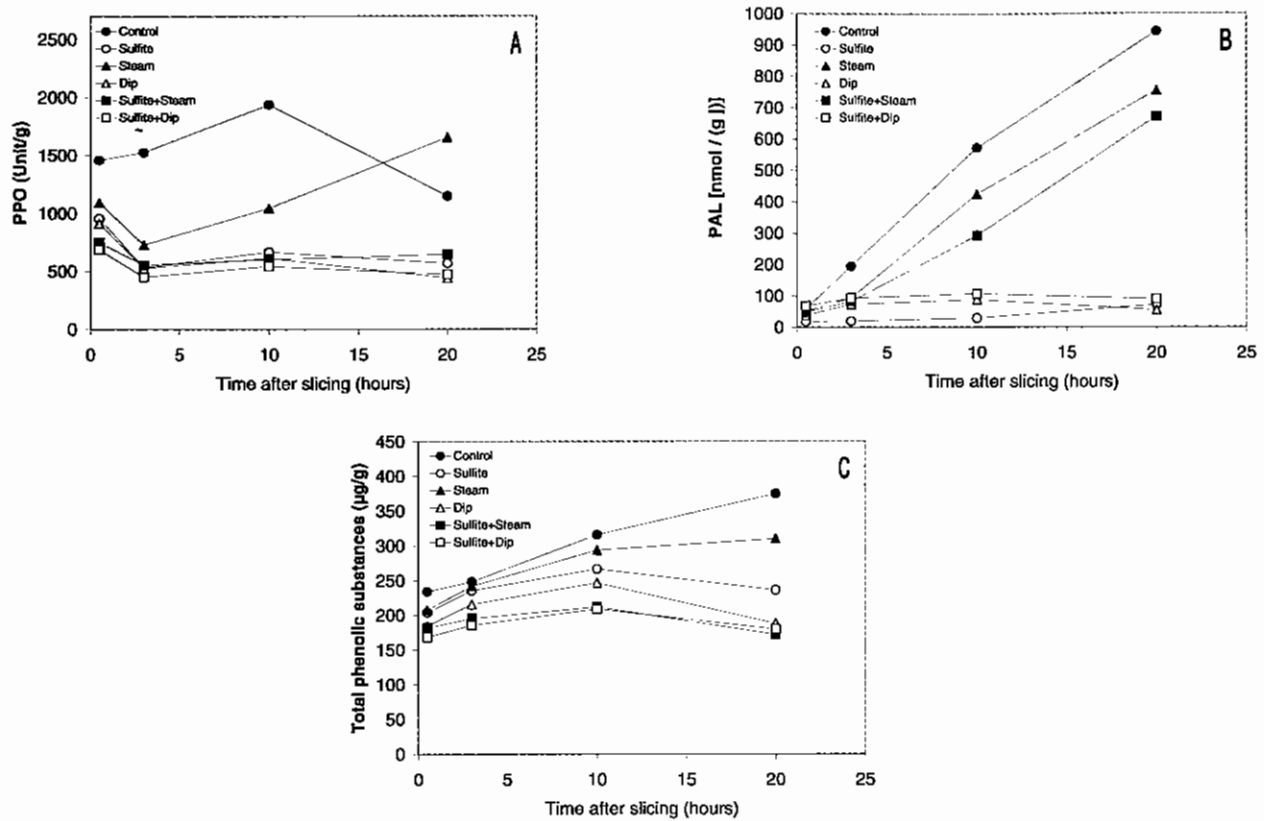 A
PPO (Unit/g)
2500
2000
1500
1000
500
0
Control
Sulfite
Steam
Dip
Sulfite+Steam
Sulfite+Dip
0 5 10 15 20 25
Time after slicing (hours)
B
PAL [nmol / (g ))]
1000
900
800
700
600
500
400
300
200
100
0
Control
Sulfite
Steam
Dip
Sulfite+Steam
Sulfite+Dip
0 5 10 15 20 25
Time after slicing (hours)
C
Total phenolic substances (µg/g)
450
400
350
300
250
200
150
100
50
0
Control
Sulfite
Steam
Dip
Sulfite+Steam
Sulfite+Dip
0 5 10 15 20 25
Time after slicing (hours)